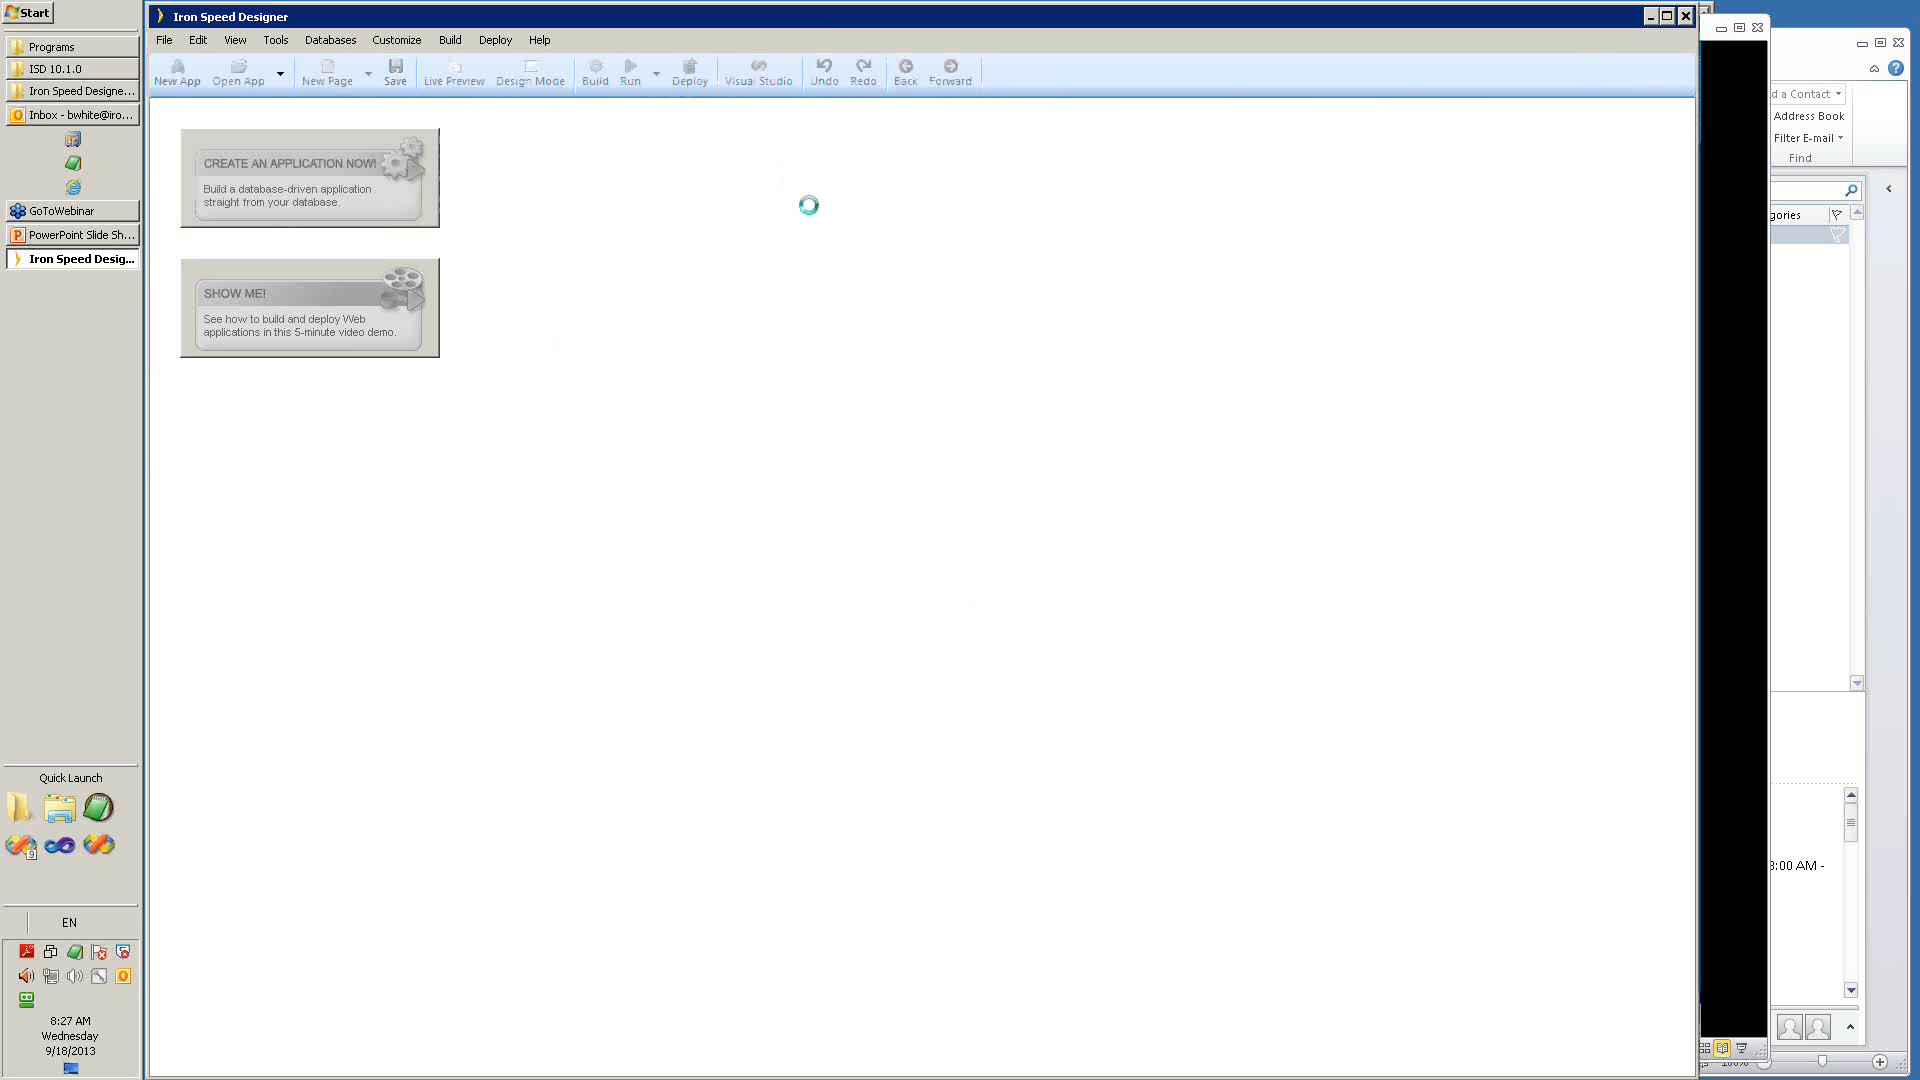 Start
Programs
ISD 10.1.0
Iron Speed Designe...
Inbox - bwhite@iro...
GoToWebinar
PowerPoint Slide Sh...
Iron Speed Desig...
Quick Launch
9
EN
8:27 AM
Wednesday
9/18/2013
Iron Speed Designer
File Edit View Tools Databases Customize Build Deploy Help
New App Open App New Page Save Live Preview Design Mode Build Run Deploy Visual Studio Undo Redo Back Forward
CREATE AN APPLICATION NOW!
Build a database-driven application
straight from your database.
SHOW ME!
See how to build and deploy Web
applications in this 5-minute video demo.
d a Contact
Address Book
Filter E-mail
Find
gories
3:00 AM -